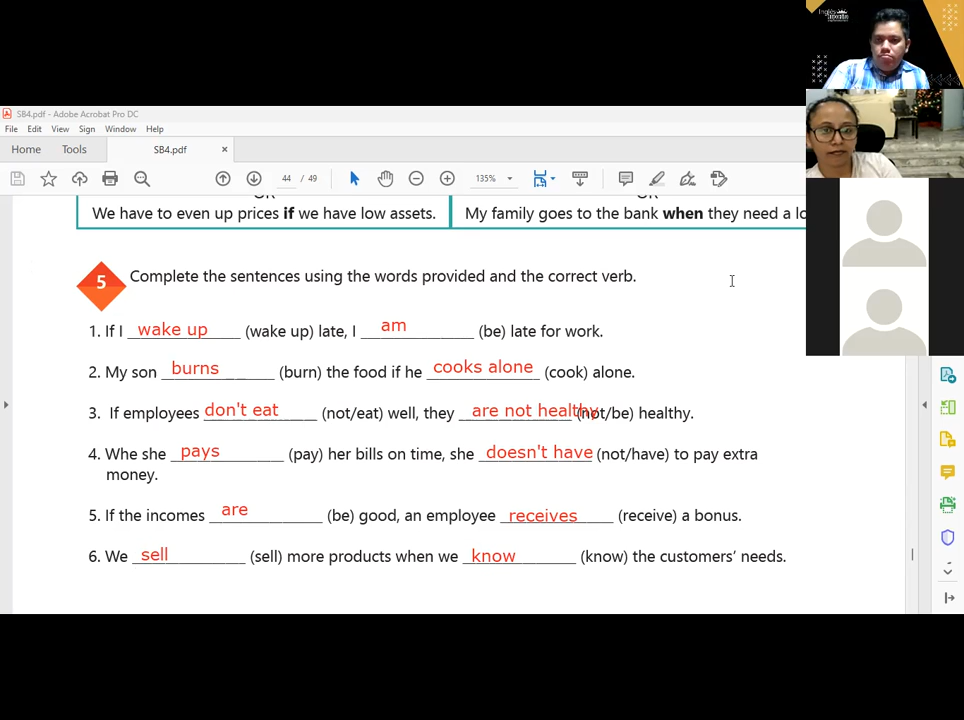 Inglés
Corporativo
SB4.pdf - Adobe Acrobat Pro DC
File Edit View Sign Window Help
Home Tools SB4.pdf ×
44 / 49 135%
OR OR
We have to even up prices if we have low assets. My family goes to the bank when they need a lo
5 Complete the sentences using the words provided and the correct verb.
1. If I wake up (wake up) late, I am (be) late for work.
2. My son burns (burn) the food if he cooks alone (cook) alone.
3. If employees don't eat (not/eat) well, they are not healthy (not/be) healthy.
4. Whe she pays (pay) her bills on time, she doesn't have (not/have) to pay extra
money.
5. If the incomes are (be) good, an employee receives (receive) a bonus.
6. We sell (sell) more products when we know (know) the customers’ needs.